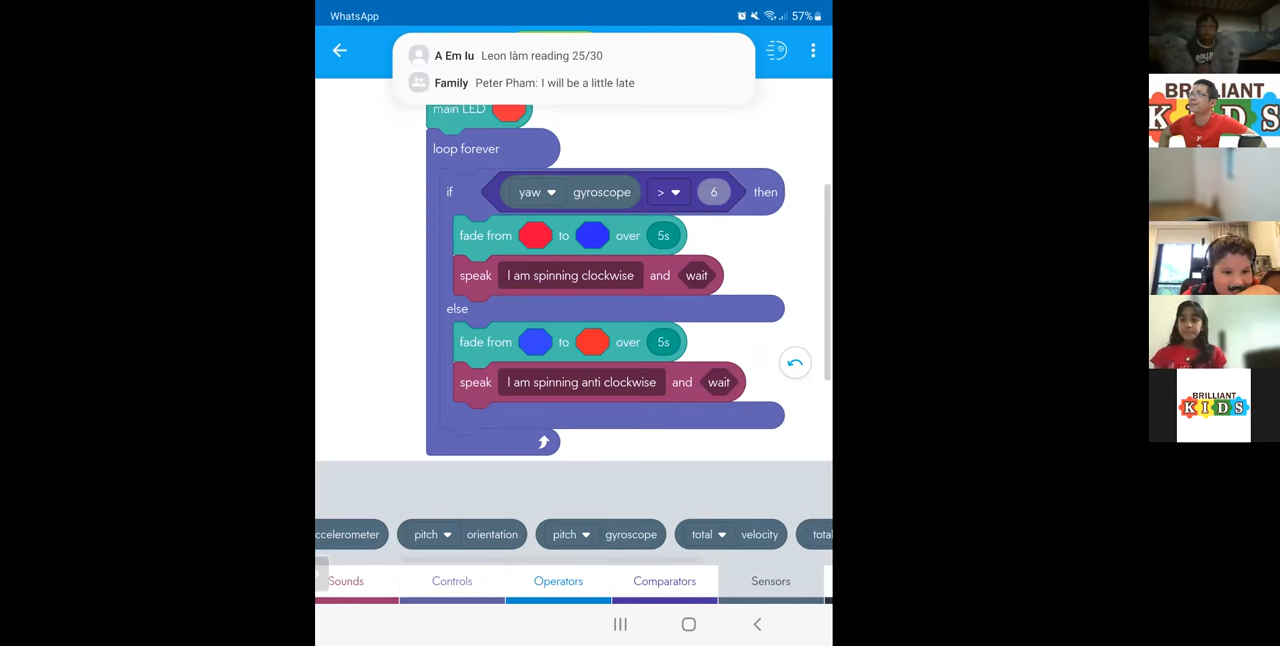 WhatsApp
57%
A Em Iu Leon làm reading 25/30
Family Peter Pham: I will be a little late
main LED
loop forever
if yaw gyroscope > 6 then
fade from to over 5s
speak I am spinning clockwise and wait
else
fade from to over 5s
speak I am spinning anti clockwise and wait
ccelerometer pitch orientation pitch gyroscope total velocity total
Sounds Controls Operators Comparators Sensors
BRILLIANT
K D S
BRILLIANT
KIDS